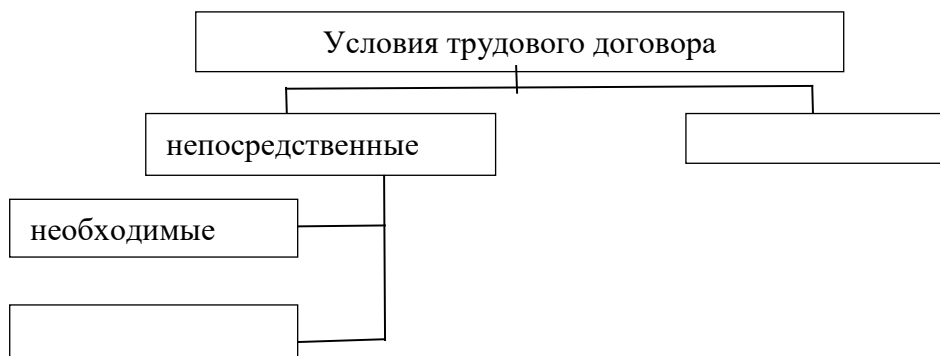 Условия трудового договора
непосредственные
необходимые